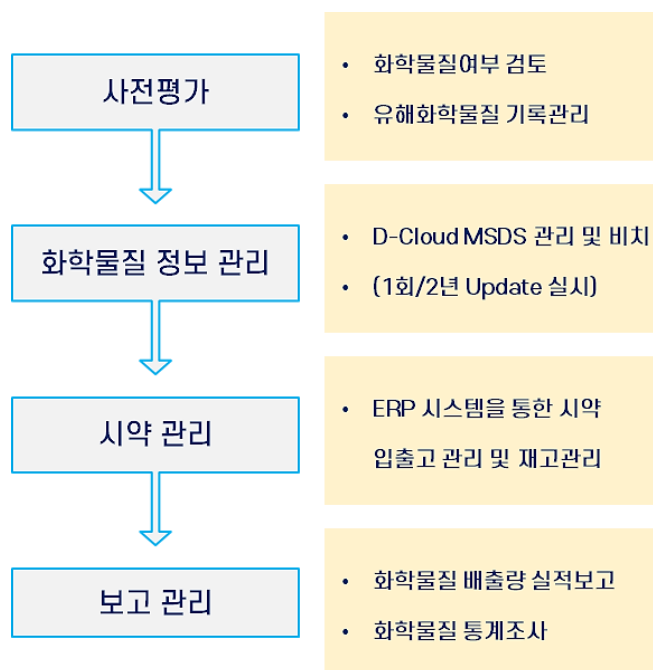 사전평가
• 화학물질여부 검토
• 유해화학물질 기록관리
화학물질 정보 관리
• D-Cloud MSDS 관리 및 비치
• (1회/2년 Update 실시)
시약 관리
• ERP 시스템을 통한 시약
입출고 관리 및 재고관리
보고 관리
• 화학물질 배출량 실적보고
• 화학물질 통계조사